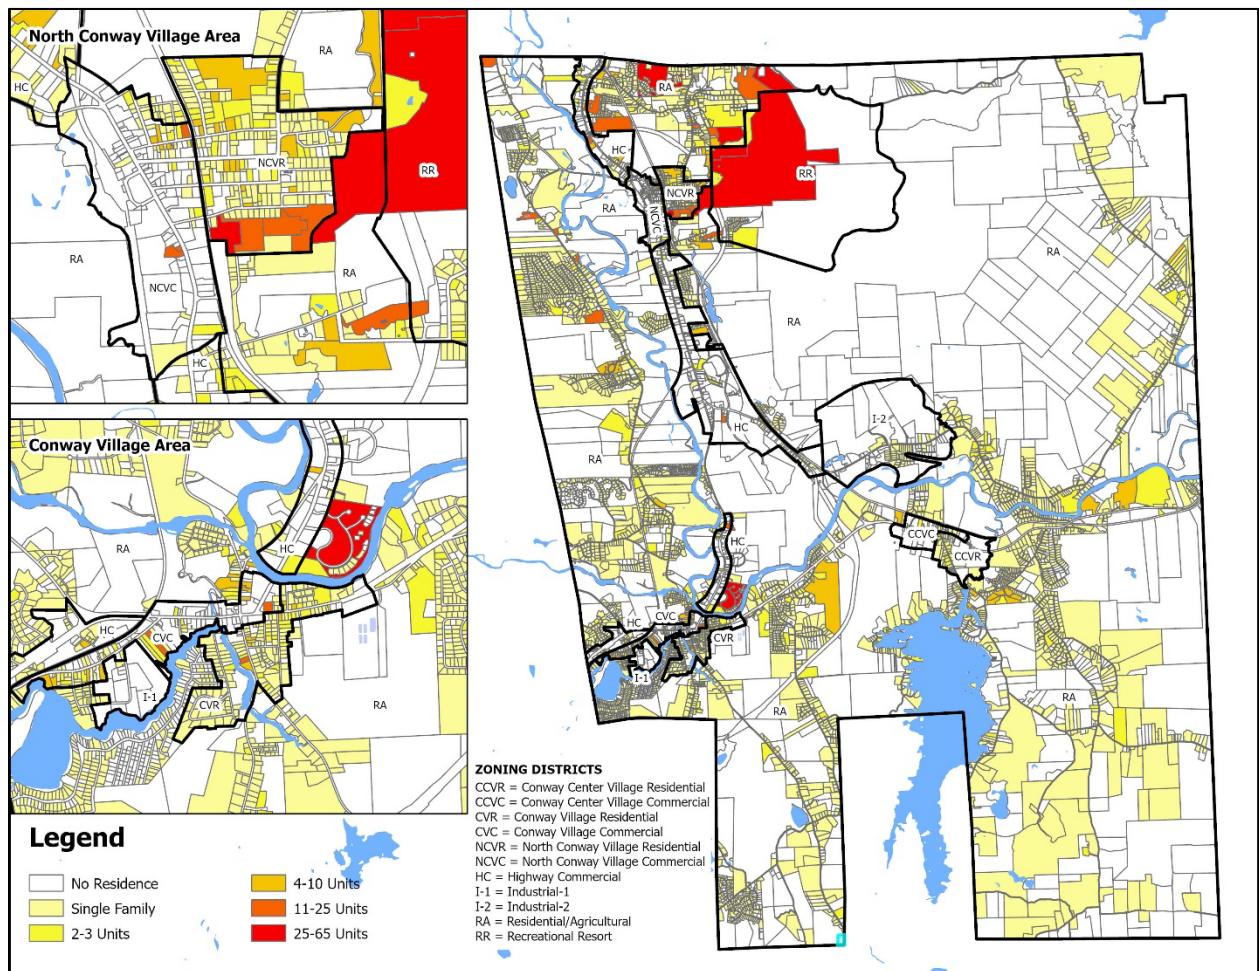 North Conway Village Area
RA
HC
NCVR
RR
RA
RA
NCVC
HC
Conway Village Area
RA
HC
HC
CVC
I-1
CVR
RA
RA
HC
RR
NCVR
RA
NCVC
RA
RA
I-2
HC
RA
CCVC
CCVR
HC
HC
CVC
CVR
I-1
RA
RA
Legend
No Residence
Single Family
2-3 Units
4-10 Units
11-25 Units
25-65 Units
ZONING DISTRICTS
CCVR = Conway Center Village Residential
CCVC = Conway Center Village Commercial
CVR = Conway Village Residential
CVC = Conway Village Commercial
NCVR = North Conway Village Residential
NCVC = North Conway Village Commercial
HC = Highway Commercial
I-1 = Industrial-1
I-2 = Industrial-2
RA = Residential/Agricultural
RR = Recreational Resort